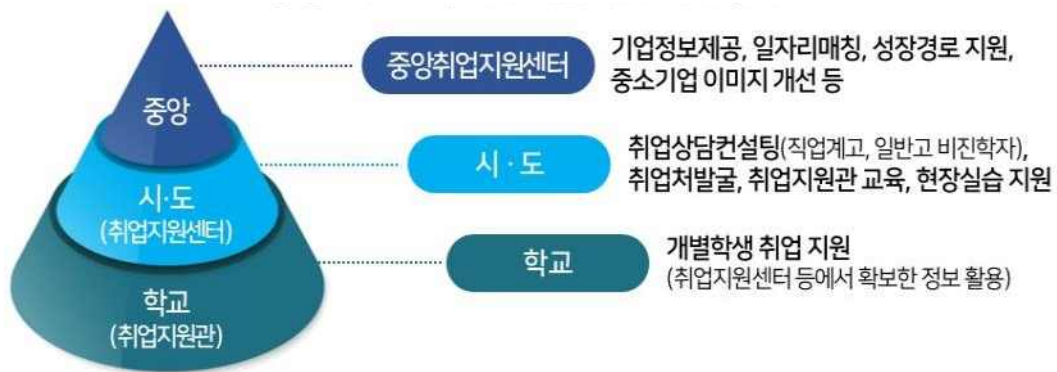 중앙
시·도
(취업지원센터)
학교
(취업지원관)
중앙취업지원센터
기업정보제공, 일자리매칭, 성장경로 지원,
중소기업 이미지 개선 등
시·도
취업상담컨설팅(직업계고, 일반고 비진학자),
취업처발굴, 취업지원관 교육, 현장실습 지원
학교
개별학생 취업 지원
(취업지원센터 등에서 확보한 정보 활용)